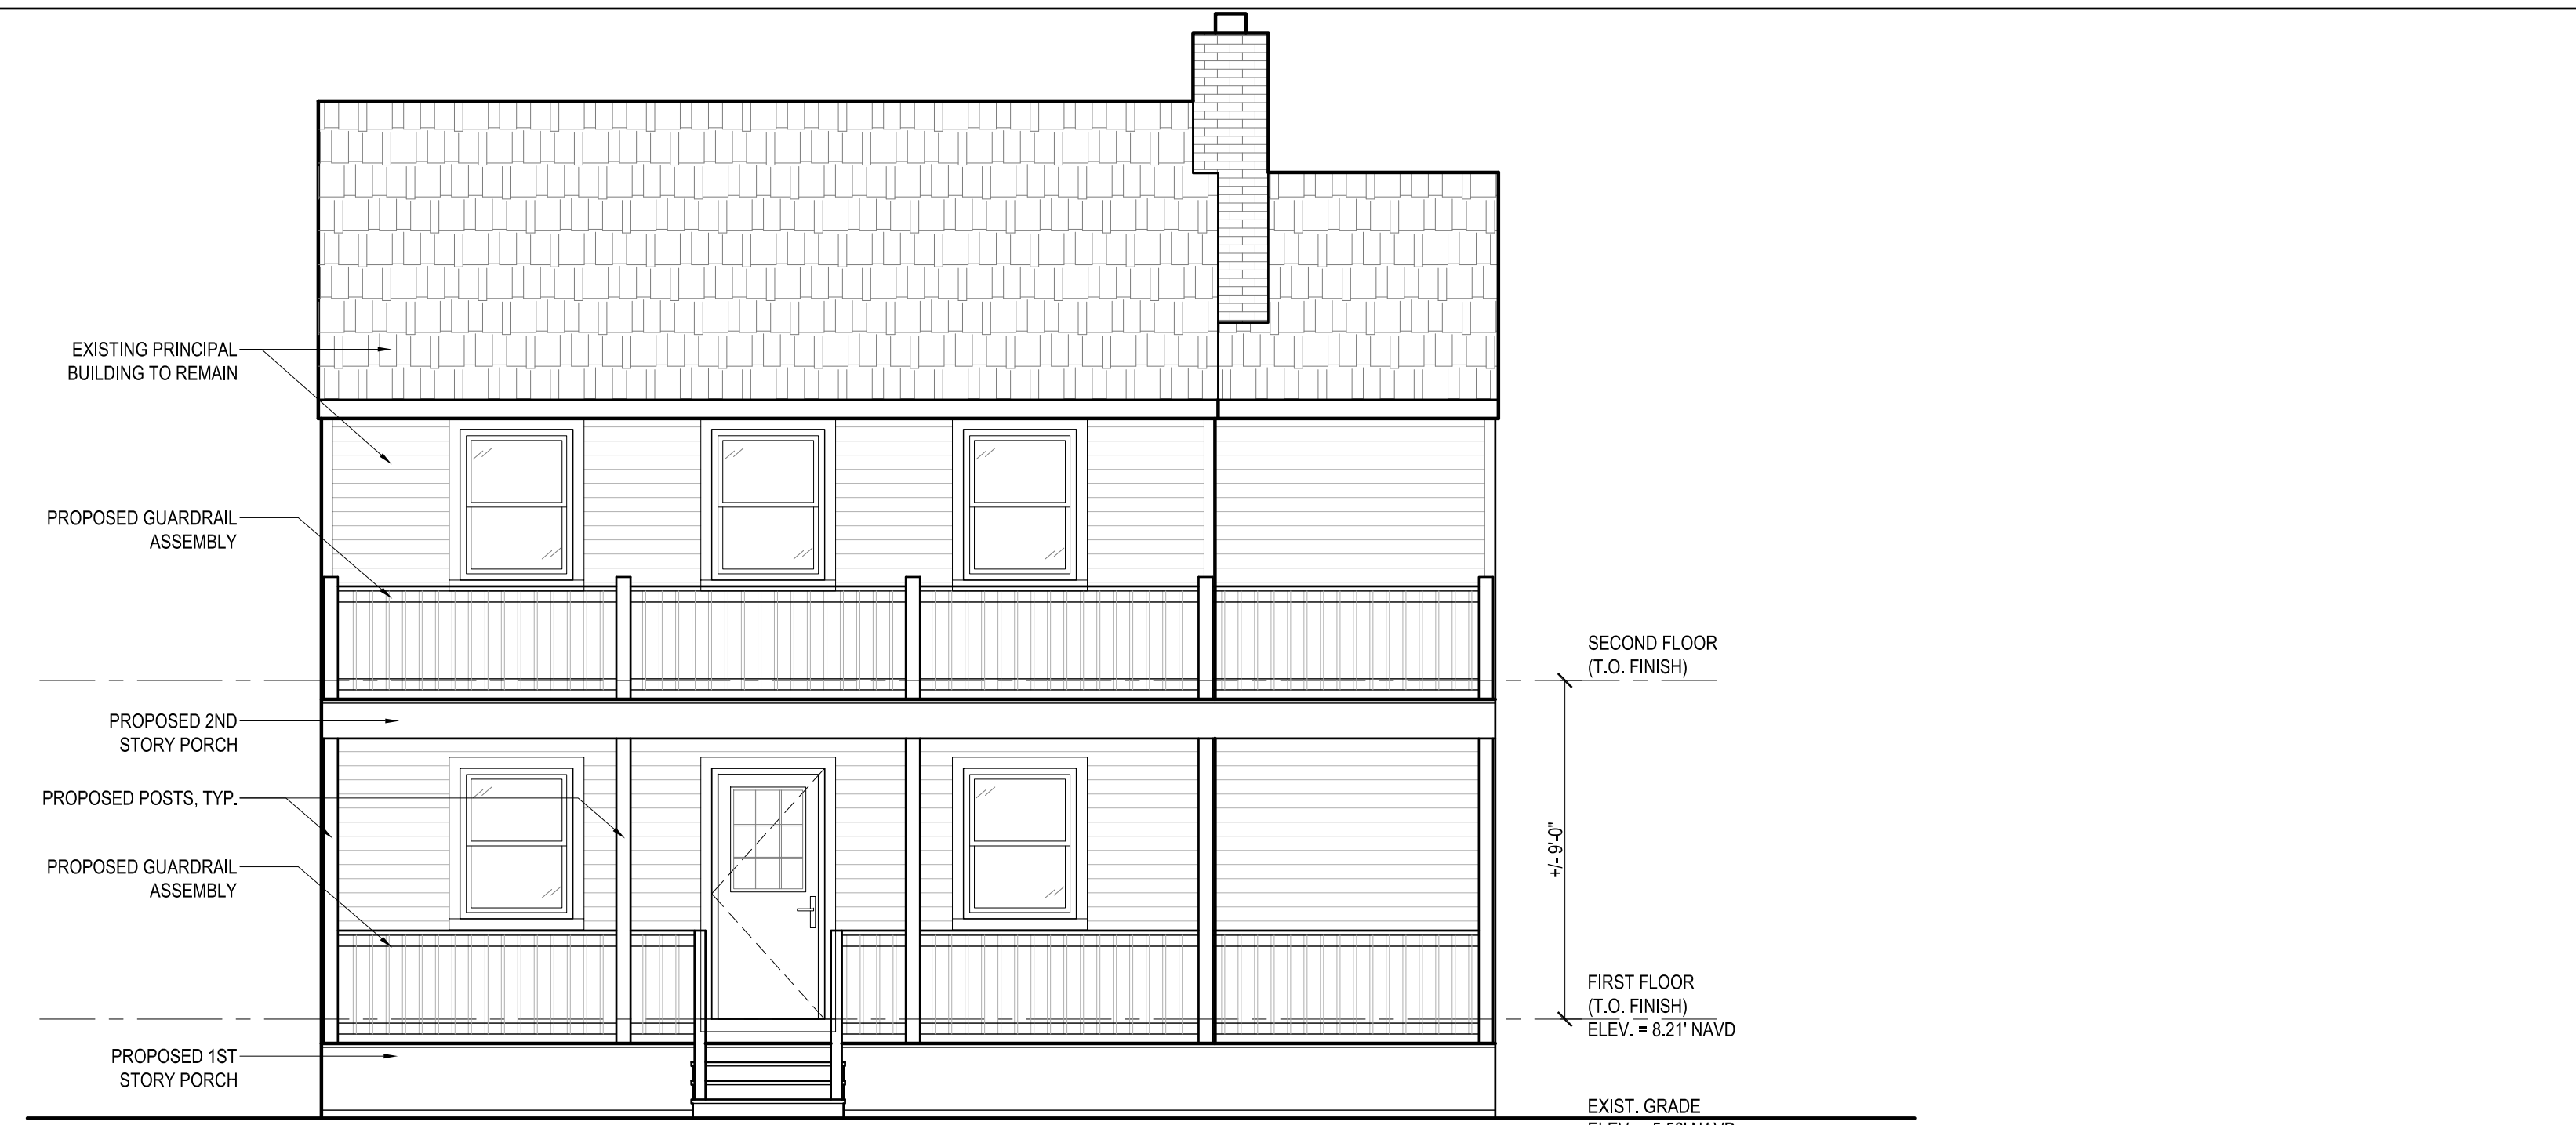 EXISTING PRINCIPAL
BUILDING TO REMAIN
PROPOSED GUARDRAIL
ASSEMBLY
SECOND FLOOR
(T.O. FINISH)
PROPOSED 2ND
STORY PORCH
PROPOSED POSTS, TYP.
+/- 9'-0"
PROPOSED GUARDRAIL
ASSEMBLY
FIRST FLOOR
(T.O. FINISH)
ELEV. = 8.21' NAVD
PROPOSED 1ST
STORY PORCH
EXIST. GRADE